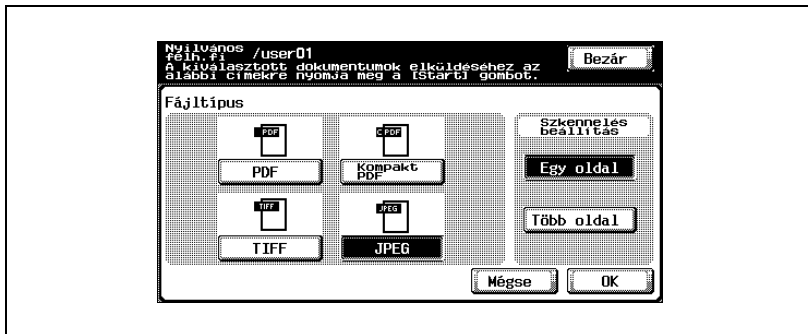 Nyilvános
felh.fi /user01
A kiválasztott dokumentumok elküldéséhez az
alábbi címekre nyomja meg a [Start] gombot.
Bezár
Fájltípus
Szkennelés
beállítás
PDF
C PDF
PDF
Kompakt
PDF
Egy oldal
TIFF
JPEG
Több oldal
TIFF
JPEG
Mégse
OK